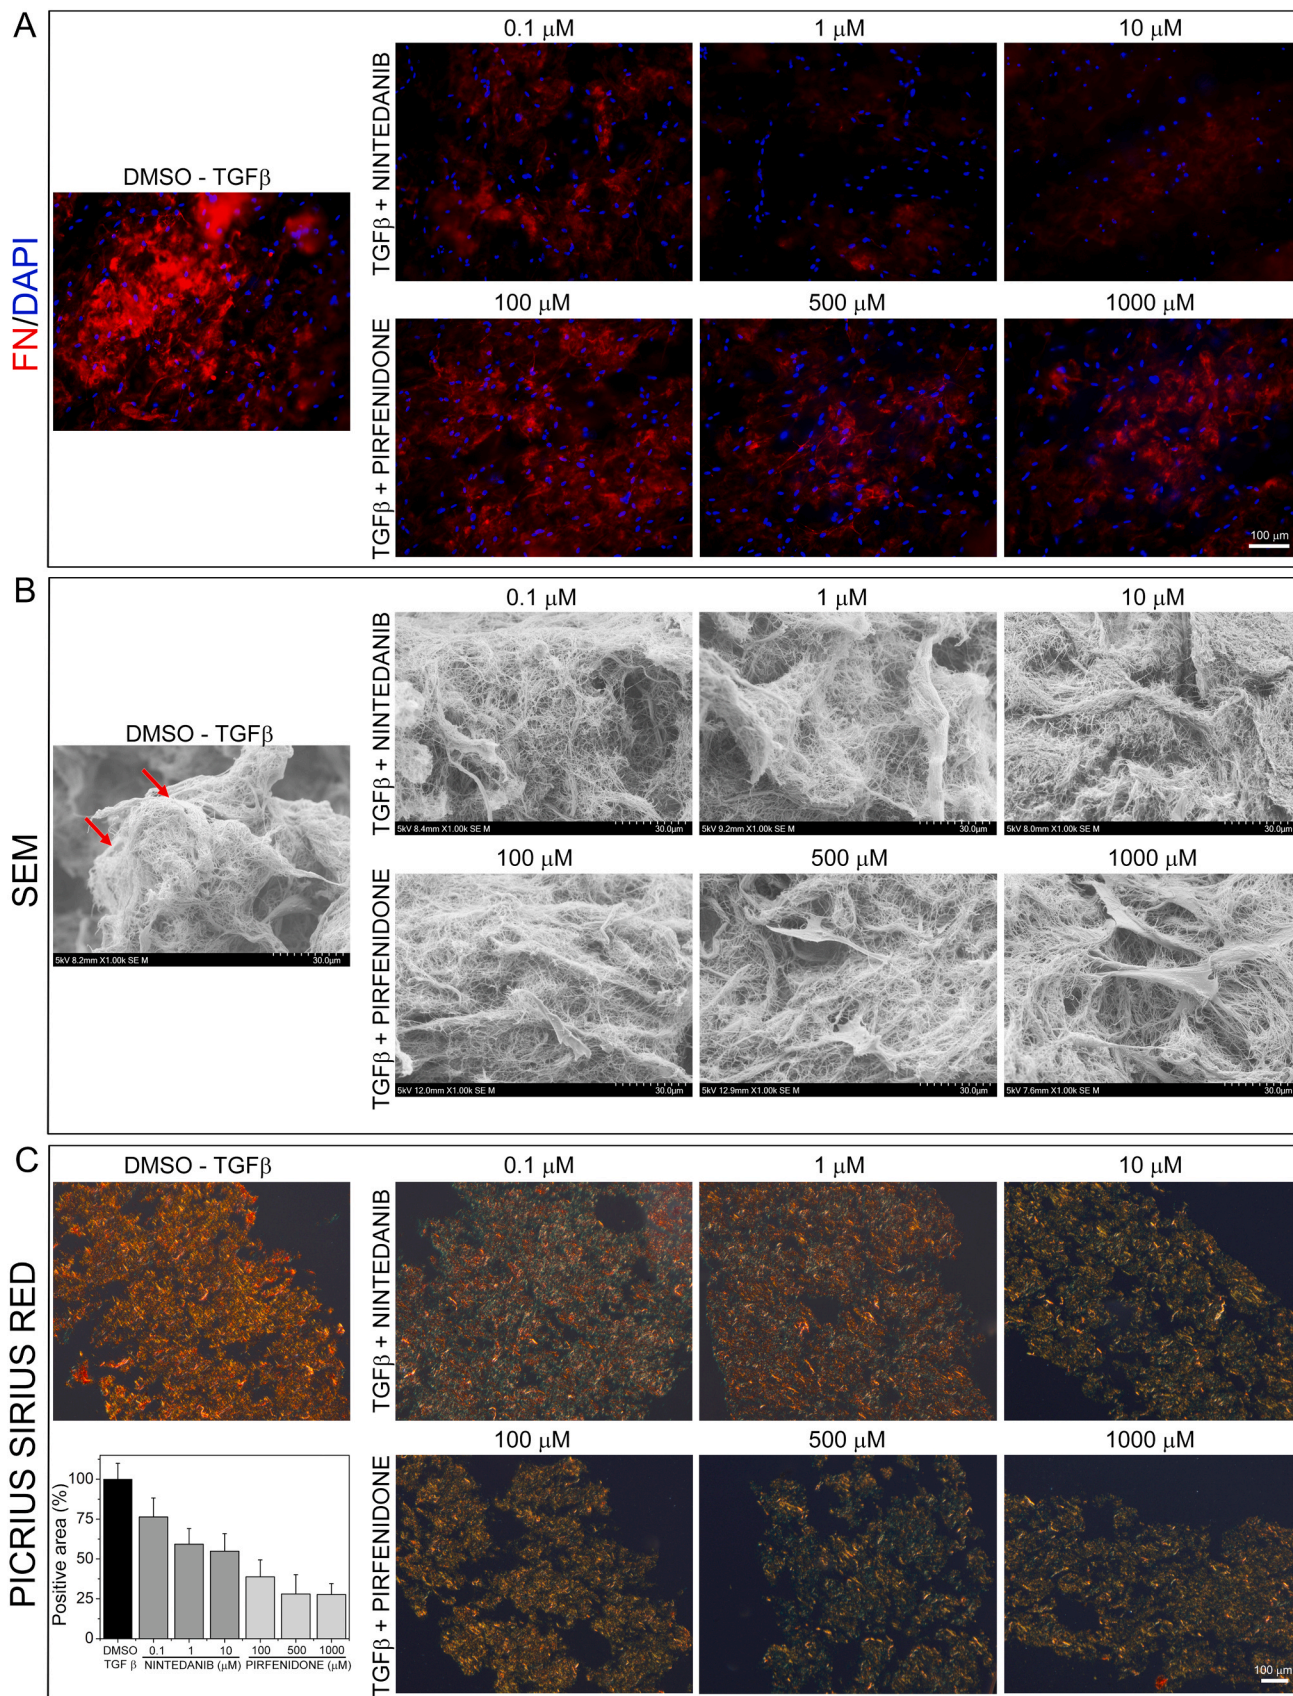 A
0.1 μM
1 μM
10 μM
TGFβ + NINTEDANIB
DMSO - TGFβ
FN/DAPI
100 μM
500 μM
1000 μM
TGFβ + PIRFENIDONE
100 μm
B
0.1 μM
1 μM
10 μM
TGFβ + NINTEDANIB
DMSO - TGFβ
5kV 8.4mm X1.00k SE M
30.0μm
5kV 9.2mm X1.00k SE M
30.0μm
5kV 8.0mm X1.00k SE M
30.0μm
SEM
100 μM
500 μM
1000 μM
TGFβ + PIRFENIDONE
5kV 8.2mm X1.00k SE M
30.0μm
5kV 12.0mm X1.00k SE M
30.0μm
5kV 12.9mm X1.00k SE M
30.0μm
5kV 7.6mm X1.00k SE M
30.0μm
C
DMSO - TGFβ
0.1 μM
1 μM
10 μM
TGFβ + NINTEDANIB
PICRIUS SIRIUS RED
100 μM
500 μM
1000 μM
TGFβ + PIRFENIDONE
100 μm
Positive area (%)
100
75
50
25
0
DMSO 0.1 1 10 100 500 1000
TGF β NINTEDANIB (μM) PIRFENIDONE (μM)